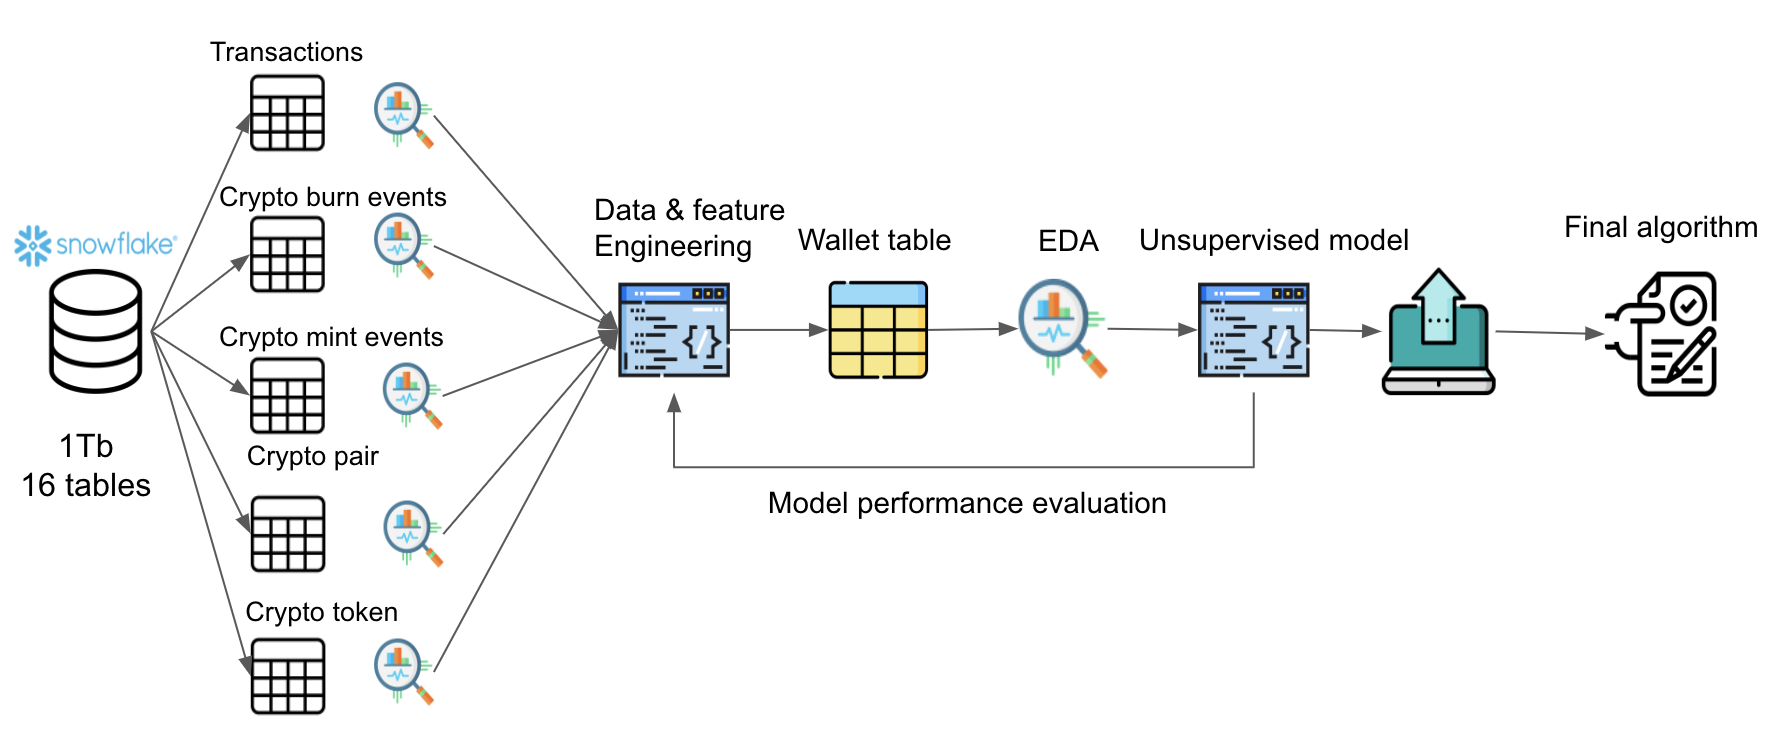 Transactions
Crypto burn events
snowflake®
Crypto mint events
1Tb
16 tables
Crypto pair
Crypto token
Data & feature
Engineering
Wallet table
EDA
Unsupervised model
Final algorithm
Model performance evaluation